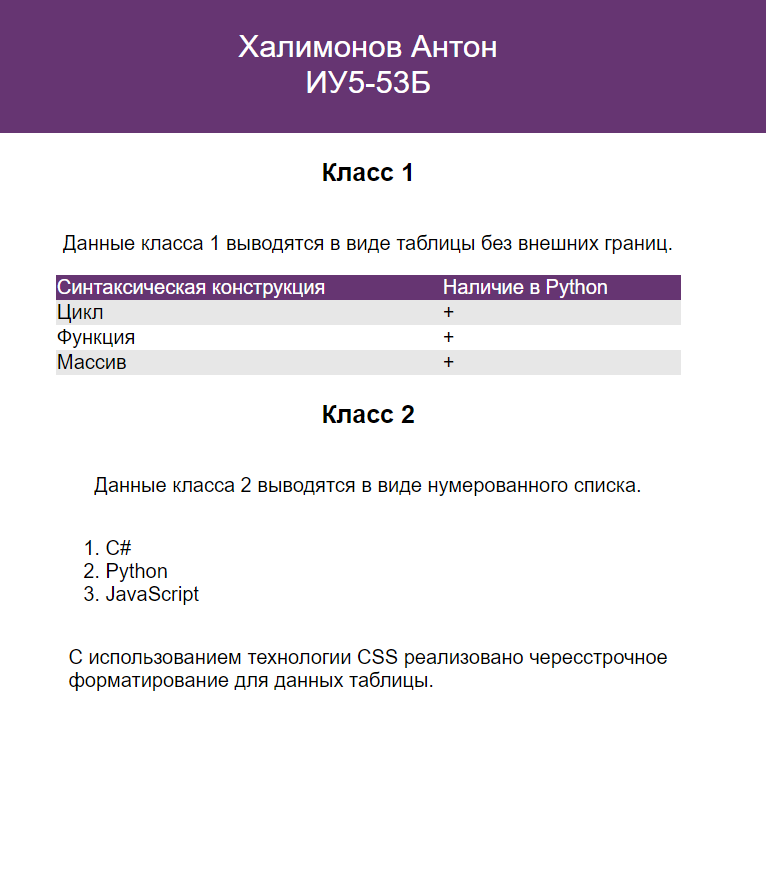 Халимонов Антон
ИУ5-53Б
Класс 1
Данные класса 1 выводятся в виде таблицы без внешних границ.
Синтаксическая конструкция Наличие в Python
Цикл +
Функция +
Массив +
Класс 2
Данные класса 2 выводятся в виде нумерованного списка.
1. C#
2. Python
3. JavaScript
С использованием технологии CSS реализовано чересстрочное
форматирование для данных таблицы.